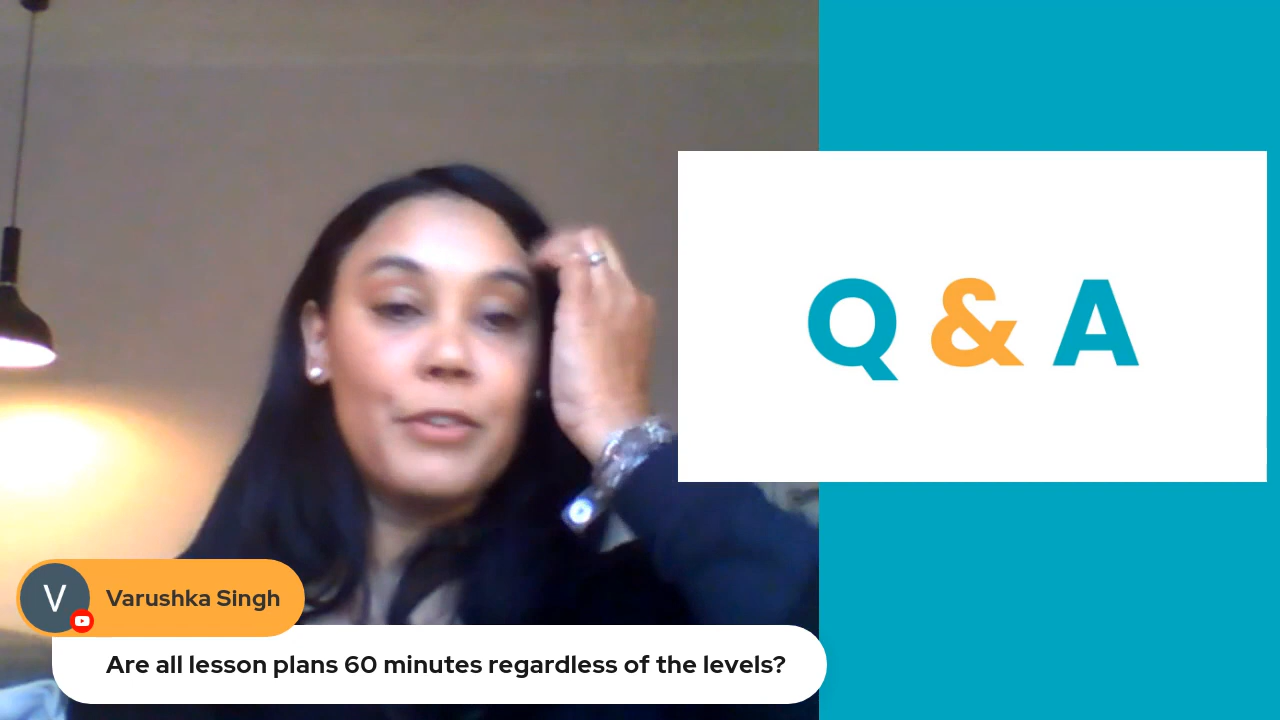 Q & A
V
Varushka Singh
Are all lesson plans 60 minutes regardless of the levels?